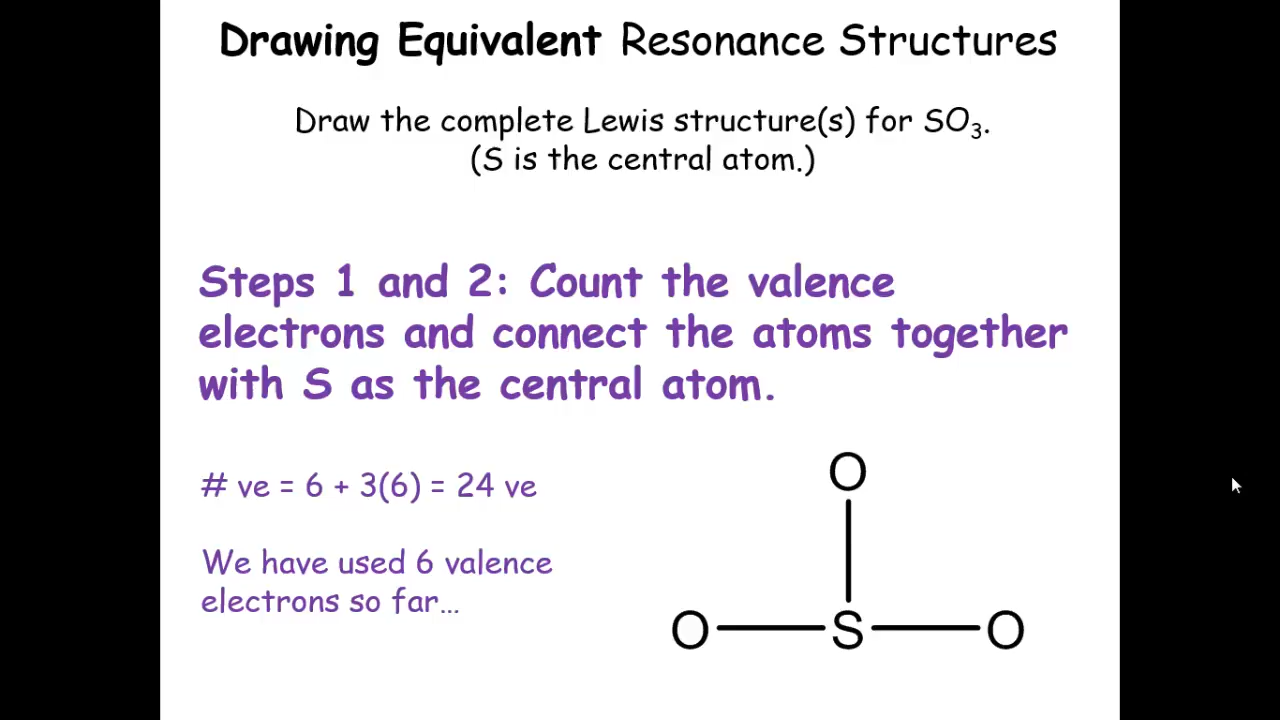 Drawing Equivalent Resonance Structures
Draw the complete Lewis structure(s) for SO₃.
(S is the central atom.)
Steps 1 and 2: Count the valence
electrons and connect the atoms together
with S as the central atom.
# ve = 6 + 3(6) = 24 ve
We have used 6 valence
electrons so far…
O
O S O